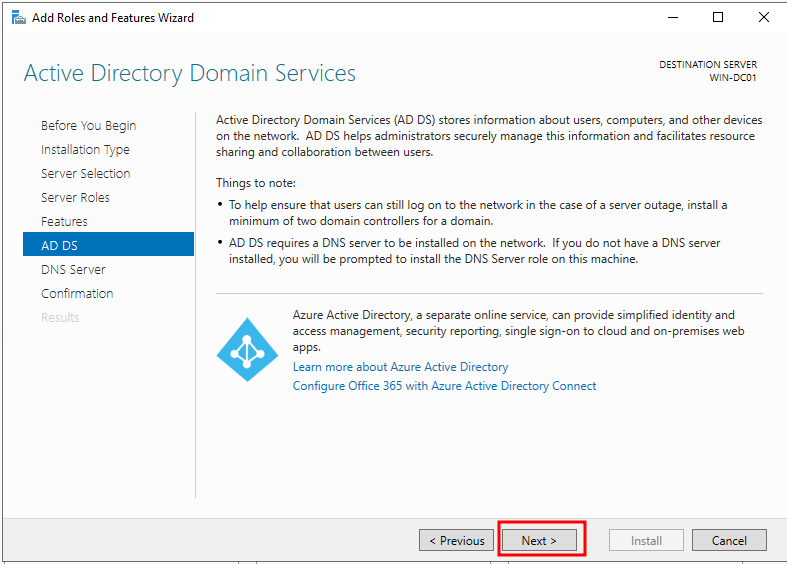 Add Roles and Features Wizard
Active Directory Domain Services
DESTINATION SERVER
WIN-DC01
Before You Begin
Installation Type
Server Selection
Server Roles
Features
AD DS
DNS Server
Confirmation
Results
Active Directory Domain Services (AD DS) stores information about users, computers, and other devices
on the network. AD DS helps administrators securely manage this information and facilitates resource
sharing and collaboration between users.
Things to note:
• To help ensure that users can still log on to the network in the case of a server outage, install a
minimum of two domain controllers for a domain.
• AD DS requires a DNS server to be installed on the network. If you do not have a DNS server
installed, you will be prompted to install the DNS Server role on this machine.
Azure Active Directory, a separate online service, can provide simplified identity and
access management, security reporting, single sign-on to cloud and on-premises web
apps.
Learn more about Azure Active Directory
Configure Office 365 with Azure Active Directory Connect
< Previous
Next >
Install
Cancel